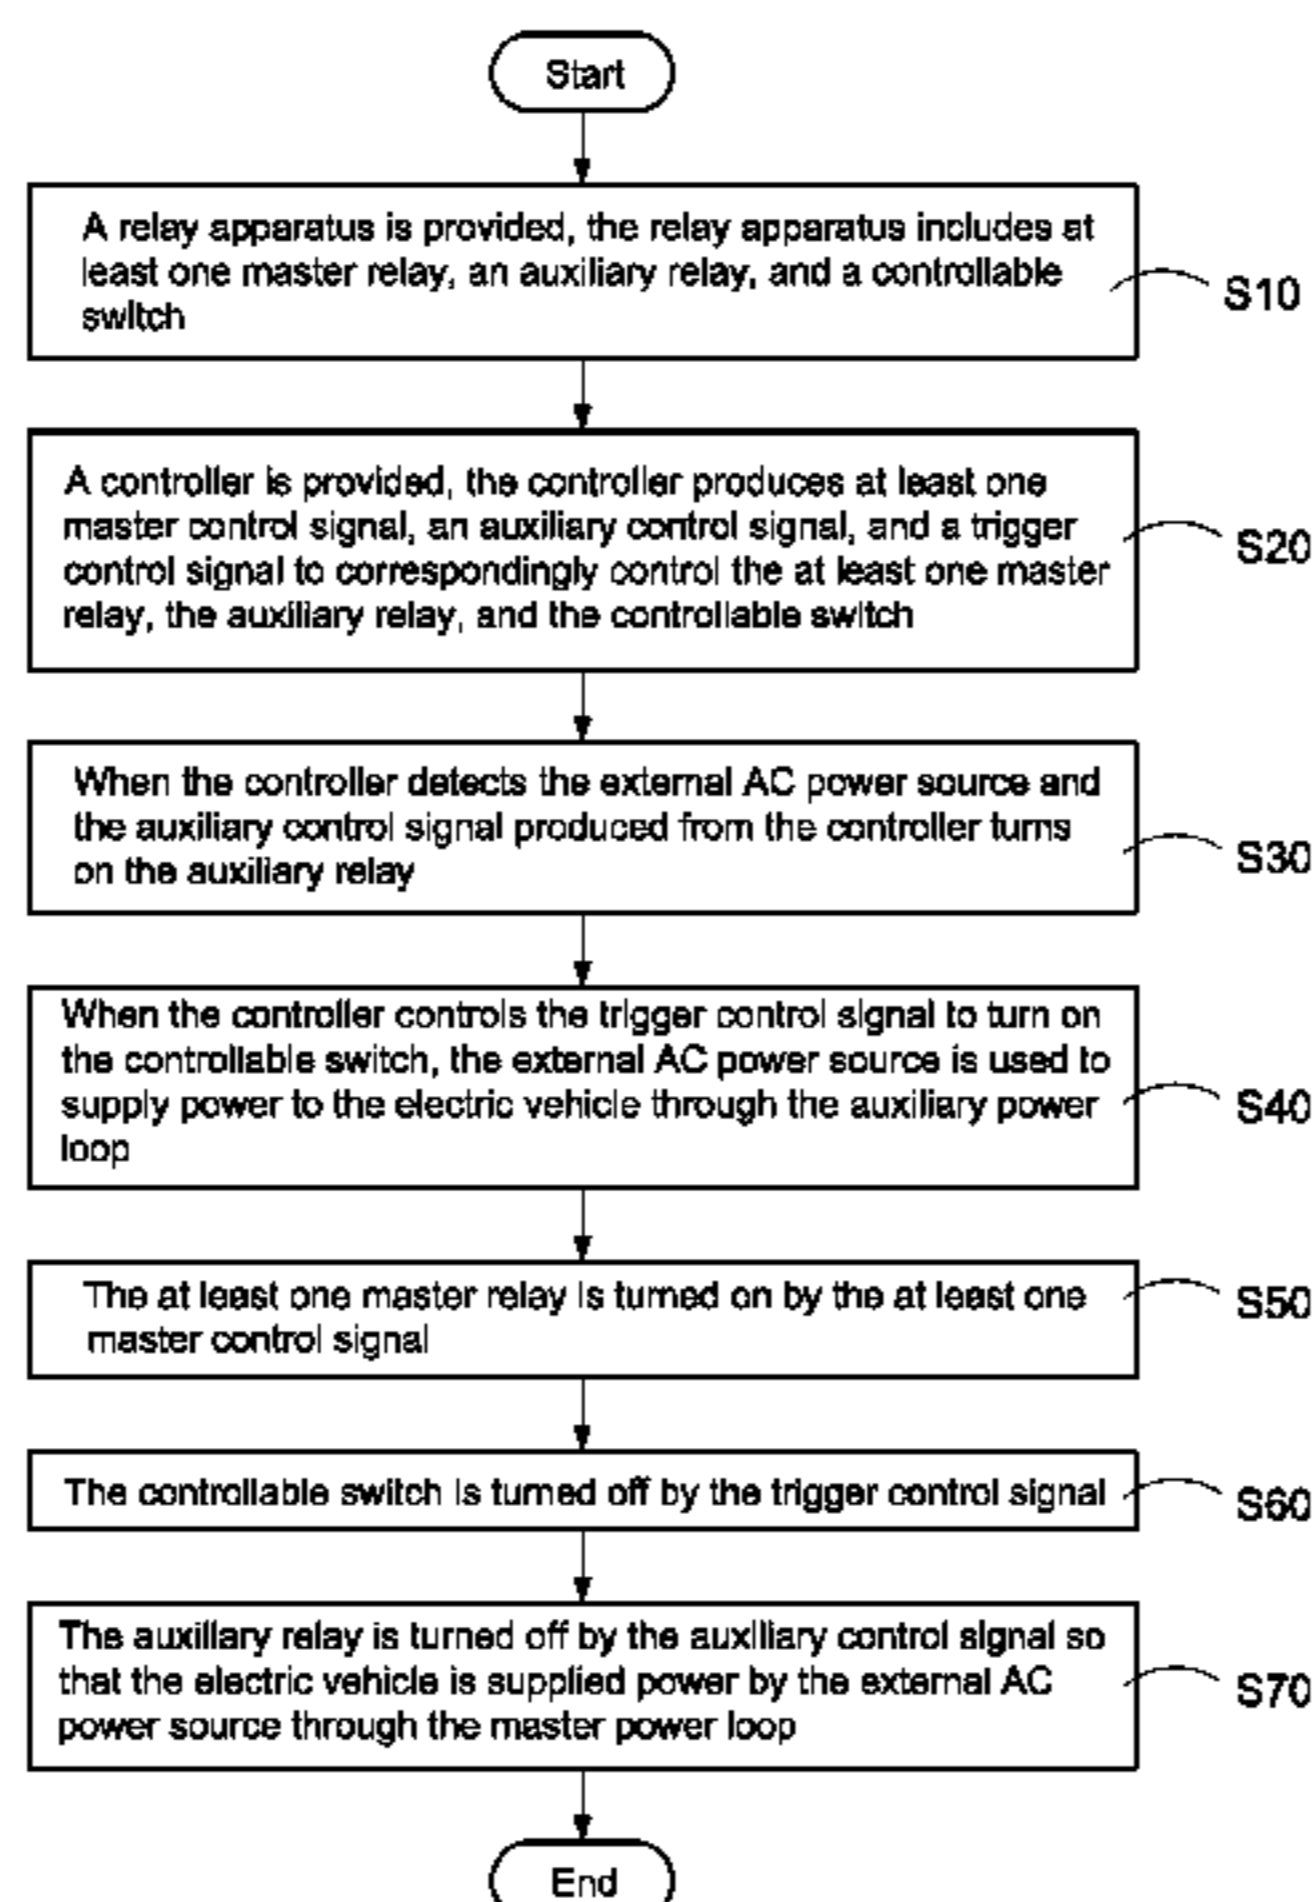 Start
A relay apparatus is provided, the relay apparatus includes at
least one master relay, an auxiliary relay, and a controllable
switch
S10
A controller is provided, the controller produces at least one
master control signal, an auxiliary control signal, and a trigger
control signal to correspondingly control the at least one master
relay, the auxiliary relay, and the controllable switch
S20
When the controller detects the external AC power source and
the auxiliary control signal produced from the controller turns
on the auxiliary relay
S30
When the controller controls the trigger control signal to turn on
the controllable switch, the external AC power source is used to
supply power to the electric vehicle through the auxiliary power
loop
S40
The at least one master relay is turned on by the at least one
master control signal
S50
The controllable switch is turned off by the trigger control signal
S60
The auxiliary relay is turned off by the auxiliary control signal so
that the electric vehicle is supplied power by the external AC
power source through the master power loop
S70
End